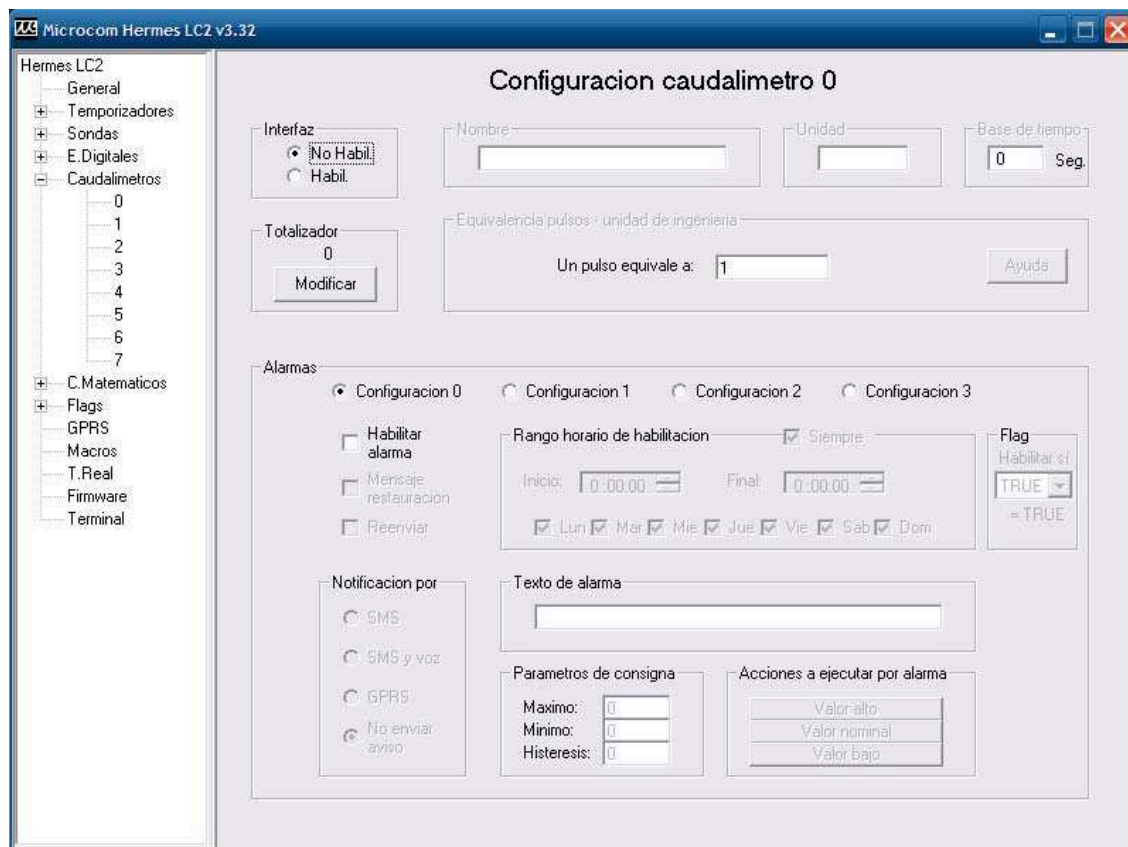 Microcom Hermes LC2 v3.32
Hermes LC2
General
Temporizadores
Sondas
E.Digitales
Caudalimetros
0
1
2
3
4
5
6
7
C.Matematicos
Flags
GPRS
Macros
T.Real
Firmware
Terminal
Configuracion caudalimetro 0
Interfaz
No Habil.
Habil.
Nombre
Unidad
Base de tiempo
0 Seg.
Totalizador
0
Modificar
Equivalencia pulsos - unidad de ingenieria
Un pulso equivale a: 1
Ayuda
Alarmas
Configuracion 0 Configuracion 1 Configuracion 2 Configuracion 3
Habilitar alarma
Mensaje restauracion
Reenviar
Rango horario de habilitacion Siempre
Inicio: 0:00:00 Final: 0:00:00
Lun Mar Mie Jue Vie Sab Dom
Flag
Habilitar si
TRUE
= TRUE
Notificacion por
SMS
SMS y voz
GPRS
No enviar aviso
Texto de alarma
Parametros de consigna
Maximo: 0
Minimo: 0
Histeresis: 0
Acciones a ejecutar por alarma
Valor alto
Valor nominal
Valor bajo